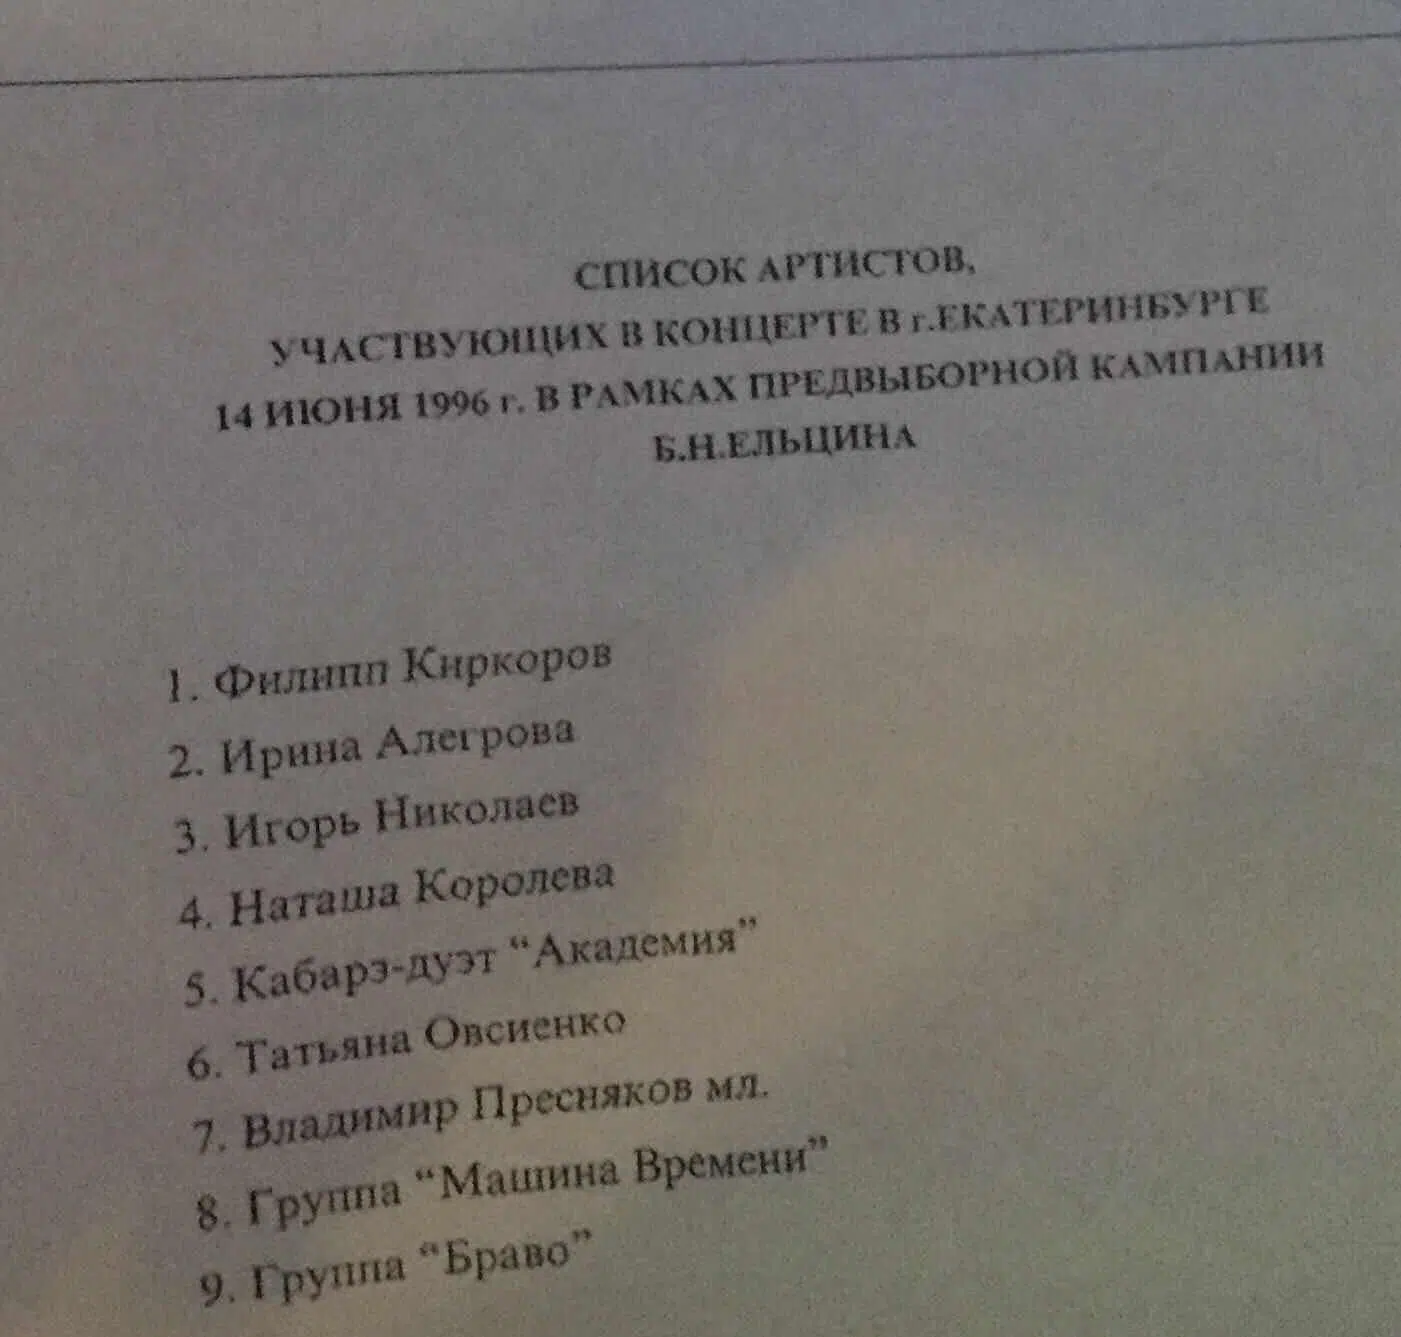 СПИСОК АРТИСТОВ,
УЧАСТВУЮЩИХ В КОНЦЕРТЕ В г.ЕКАТЕРИНБУРГЕ
14 ИЮНЯ 1996 г. В РАМКАХ ПРЕДВЫБОРНОЙ КАМПАНИИ
Б.Н.ЕЛЬЦИНА
1. Филипп Киркоров
2. Ирина Алегрова
3. Игорь Николаев
4. Наташа Королева
5. Кабарэ-дуэт “Академия”
6. Татьяна Овсиенко
7. Владимир Пресняков мл.
8. Группа “Машина Времени”
9. Группа “Браво”